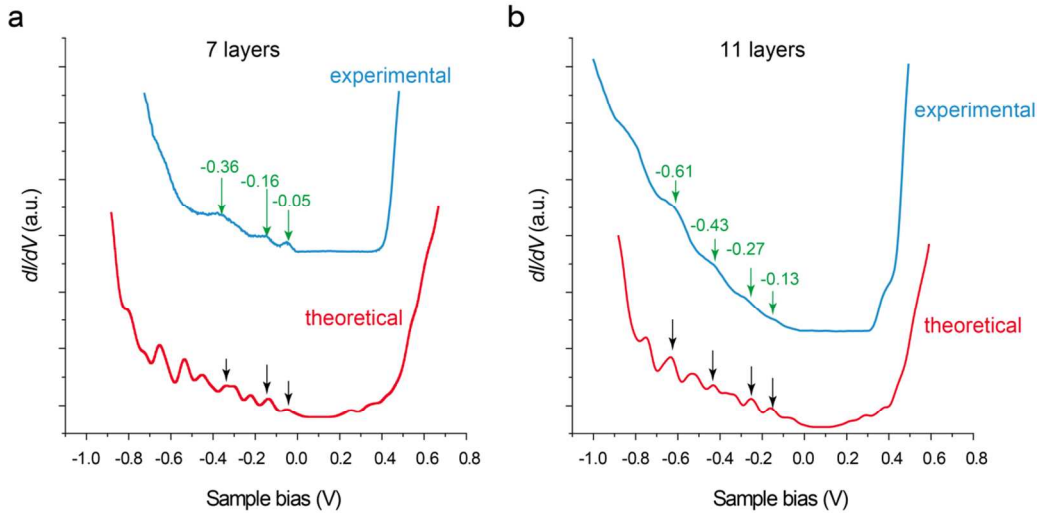 a
7 layers
experimental
-0.36
-0.16
-0.05
theoretical
dI/dV (a.u.)
-1.0 -0.8 -0.6 -0.4 -0.2 0.0 0.2 0.4 0.6 0.8
Sample bias (V)
b
11 layers
experimental
-0.61
-0.43
-0.27
-0.13
theoretical
dI/dV (a.u.)
-1.0 -0.8 -0.6 -0.4 -0.2 0.0 0.2 0.4 0.6 0.8
Sample bias (V)